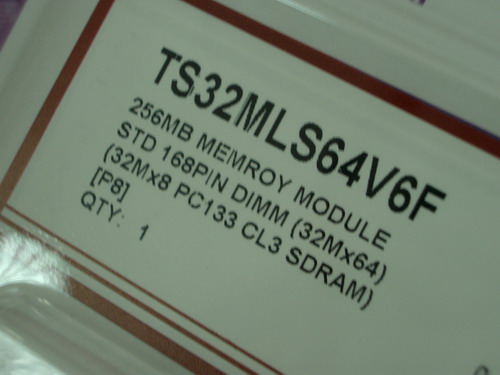 TS32MLS64V6F
256MB MEMROY MODULE
STD 168PIN DIMM (32Mx64)
(32Mx8 PC133 CL3 SDRAM)
[P8]
QTY: 1